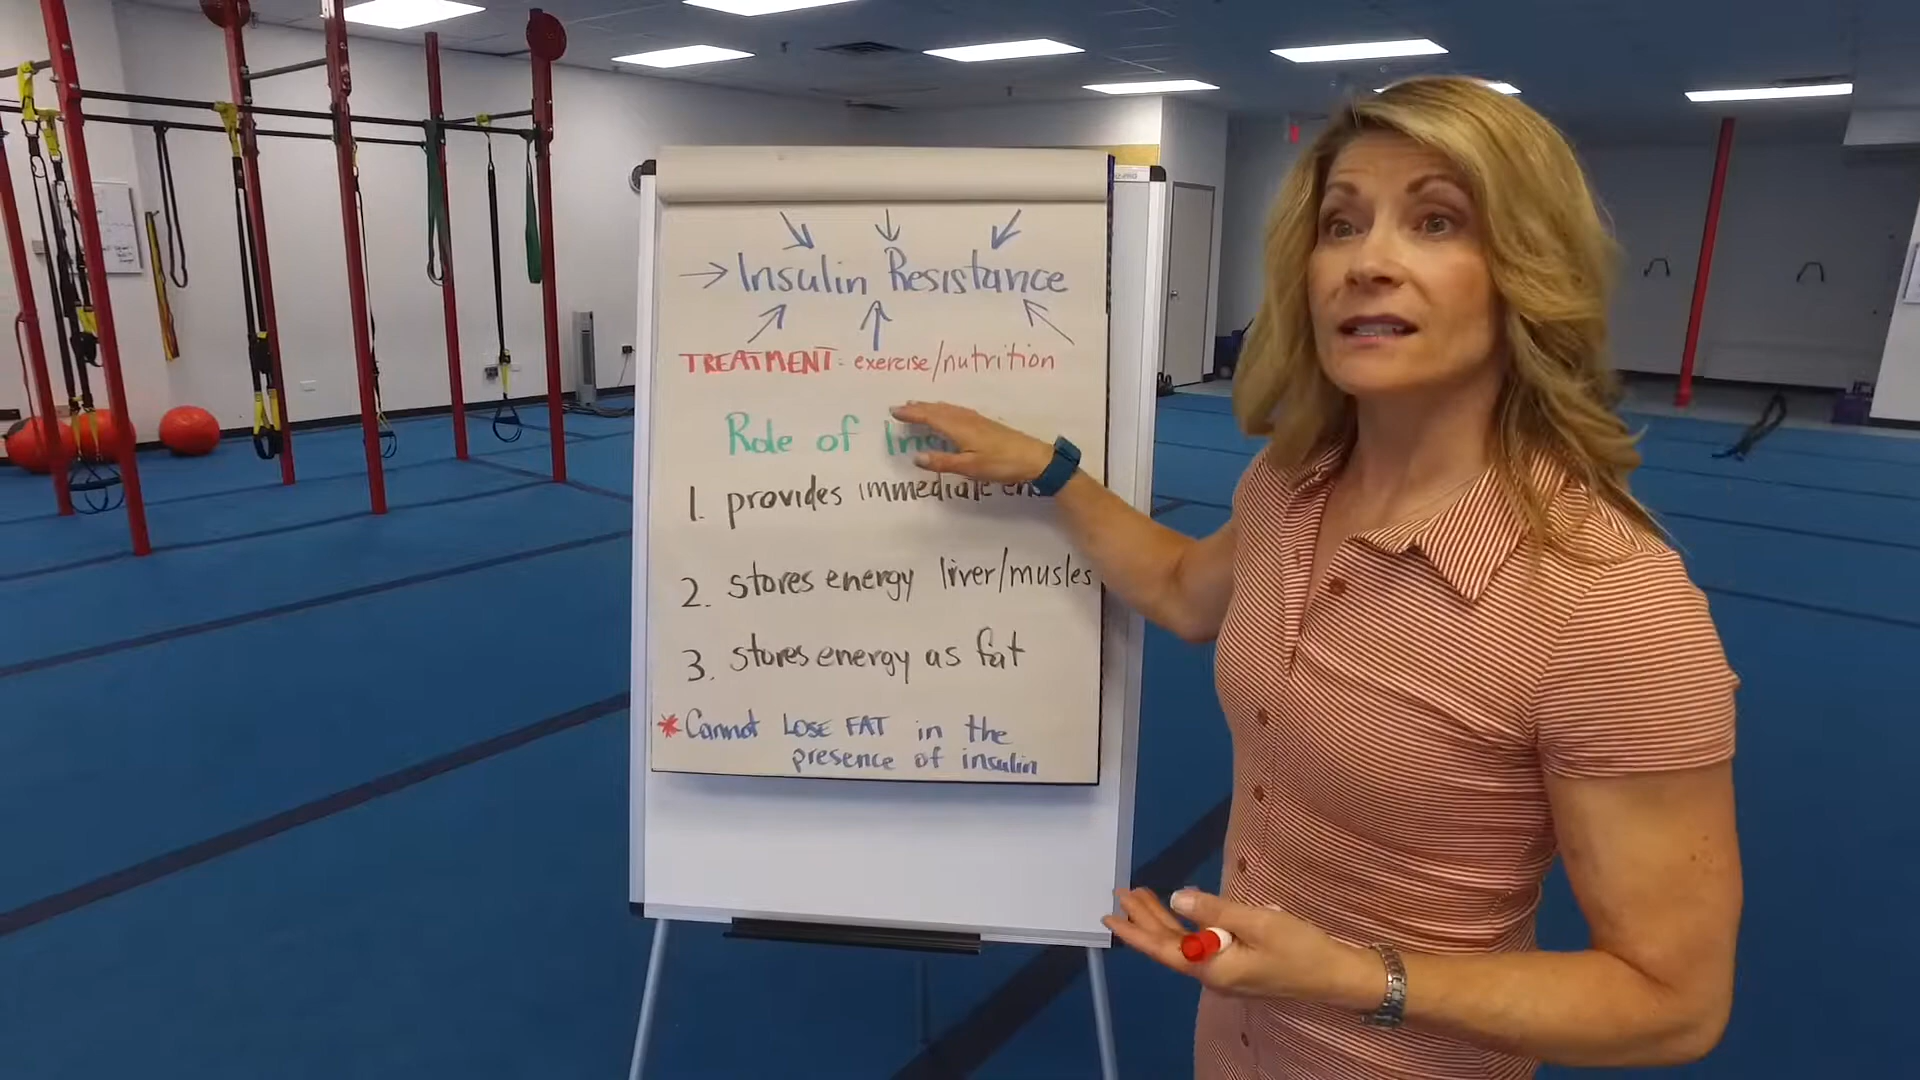 Insulin Resistance
TREATMENT: exercise/nutrition
Role of
1. provides immediate
2. stores energy liver/musles
3. stores energy as fat
* Cannot LOSE FAT in the
presence of insulin